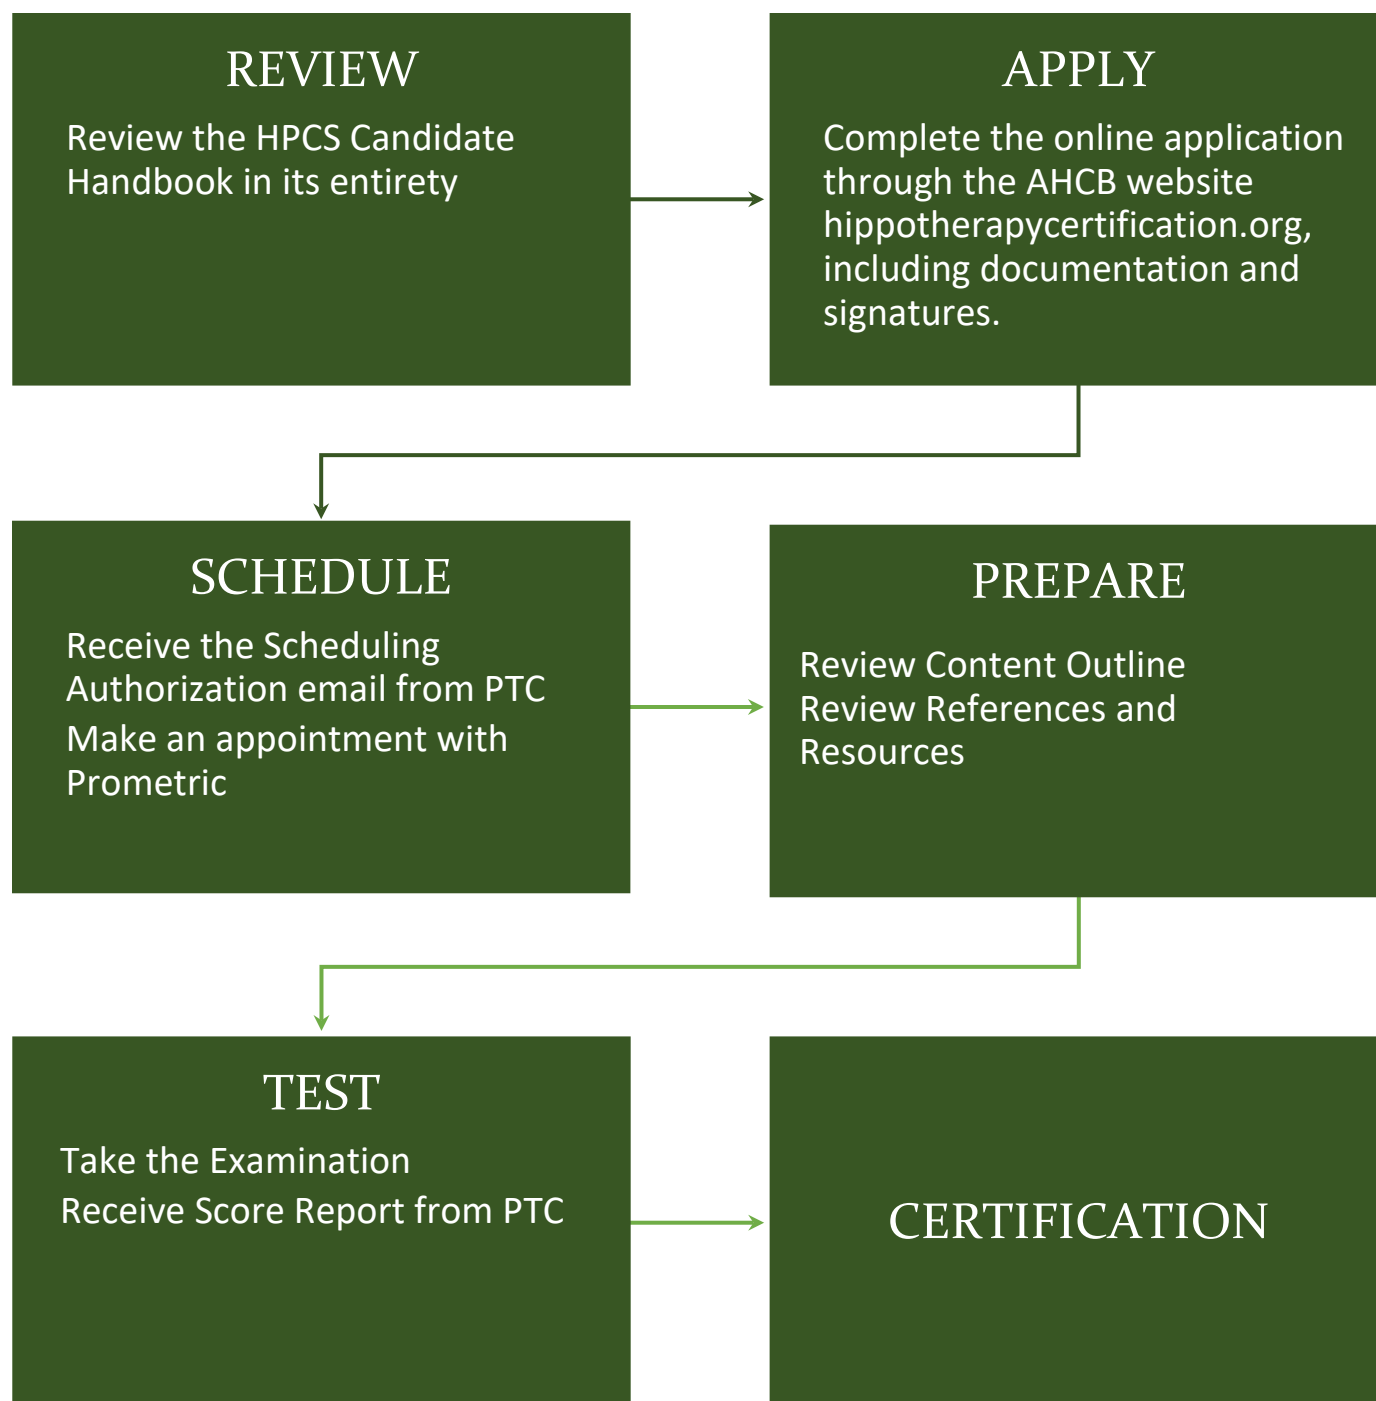 REVIEW
Review the HPCS Candidate
Handbook in its entirety
APPLY
Complete the online application
through the AHCB website
hippotherapycertification.org,
including documentation and
signatures.
SCHEDULE
Receive the Scheduling
Authorization email from PTC
Make an appointment with
Prometric
PREPARE
Review Content Outline
Review References and
Resources
TEST
Take the Examination
Receive Score Report from PTC
CERTIFICATION